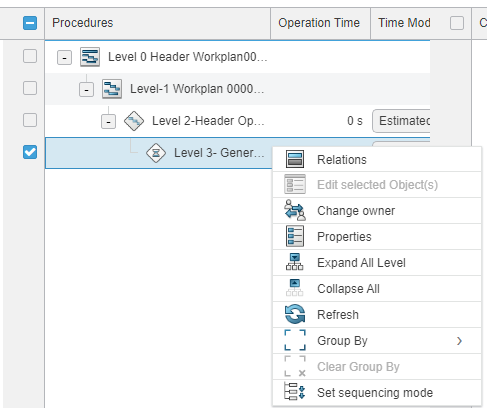 Procedures Operation Time Time Mod C
Level 0 Header Workplan00...
Level-1 Workplan 0000...
Level 2-Header Op... 0 s Estimated
Level 3- Gener...
Relations
Edit selected Object(s)
Change owner
Properties
Expand All Level
Collapse All
Refresh
Group By
Clear Group By
Set sequencing mode